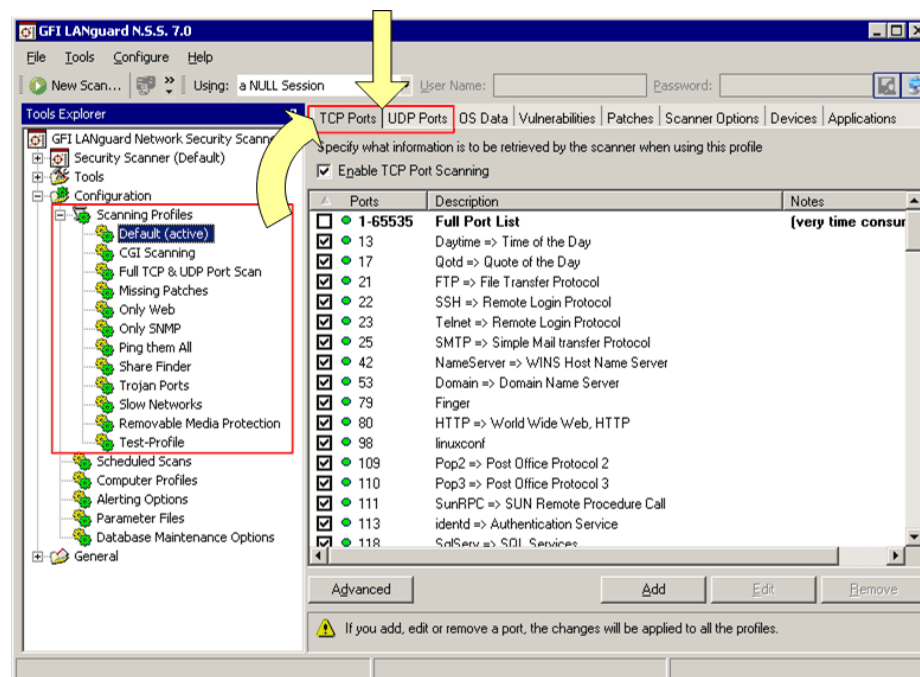 GFI LANguard N.S.S. 7.0
File Tools Configure Help
New Scan... Using: a NULL Session User Name: Password:
Tools Explorer
GFI LANguard Network Security Scanner
Security Scanner (Default)
Tools
Configuration
Scanning Profiles
Default (active)
CGI Scanning
Full TCP & UDP Port Scan
Missing Patches
Only Web
Only SNMP
Ping them All
Share Finder
Trojan Ports
Slow Networks
Removable Media Protection
Test-Profile
Scheduled Scans
Computer Profiles
Alerting Options
Parameter Files
Database Maintenance Options
General
TCP Ports UDP Ports OS Data Vulnerabilities Patches Scanner Options Devices Applications
Specify what information is to be retrieved by the scanner when using this profile
Enable TCP Port Scanning
Ports Description Notes
1-65535 Full Port List (very time consum
13 Daytime => Time of the Day
17 Qotd => Quote of the Day
21 FTP => File Transfer Protocol
22 SSH => Remote Login Protocol
23 Telnet => Remote Login Protocol
25 SMTP => Simple Mail transfer Protocol
42 NameServer => WINS Host Name Server
53 Domain => Domain Name Server
79 Finger
80 HTTP => World Wide Web, HTTP
98 linuxconf
109 Pop2 => Post Office Protocol 2
110 Pop3 => Post Office Protocol 3
111 SunRPC => SUN Remote Procedure Call
113 identd => Authentication Service
118 SqlServ => SQL Services
Advanced Add Edit Remove
If you add, edit or remove a port, the changes will be applied to all the profiles.